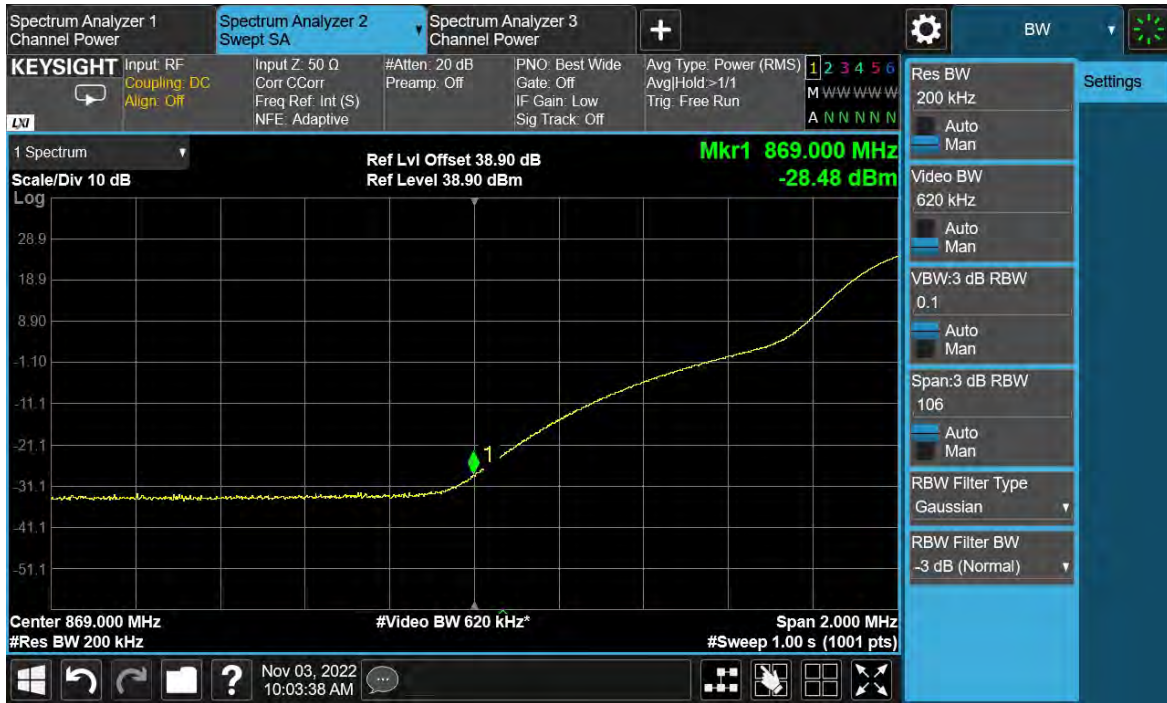 Spectrum Analyzer 1
Channel Power
Spectrum Analyzer 2
Swept SA
Spectrum Analyzer 3
Channel Power
BW
KEYSIGHT
LXI
Input: RF
Coupling: DC
Align: Off
Input Z: 50 Ω
Corr CCorr
Freq Ref: Int (S)
NFE: Adaptive
#Atten: 20 dB
Preamp: Off
PNO: Best Wide
Gate: Off
IF Gain: Low
Sig Track: Off
Avg Type: Power (RMS)
Avg|Hold:>1/1
Trig: Free Run
1 2 3 4 5 6
M W W W W W
A N N N N N
1 Spectrum
Scale/Div 10 dB
Log
Ref Lvl Offset 38.90 dB
Ref Level 38.90 dBm
Mkr1 869.000 MHz
-28.48 dBm
28.9
18.9
8.90
-1.10
-11.1
-21.1
-31.1
-41.1
-51.1
1
Center 869.000 MHz
#Res BW 200 kHz
#Video BW 620 kHz*
Span 2.000 MHz
#Sweep 1.00 s (1001 pts)
?
Nov 03, 2022
10:03:38 AM
Res BW
200 kHz
Auto
Man
Video BW
620 kHz
Auto
Man
VBW:3 dB RBW
0.1
Auto
Man
Span:3 dB RBW
106
Auto
Man
RBW Filter Type
Gaussian
RBW Filter BW
-3 dB (Normal)
Settings